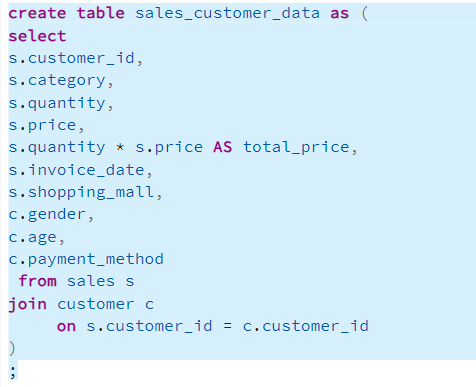 create table sales_customer_data as (
select
s.customer_id,
s.category,
s.quantity,
s.price,
s.quantity * s.price AS total_price,
s.invoice_date,
s.shopping_mall,
c.gender,
c.age,
c.payment_method
from sales s
join customer c
on s.customer_id = c.customer_id
)
;